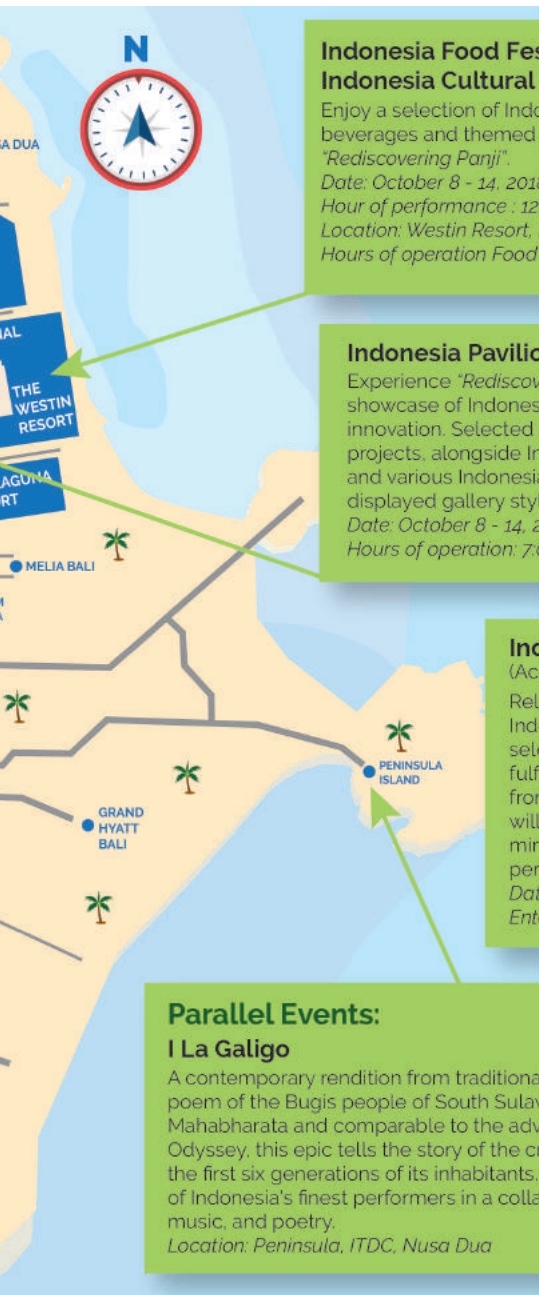 N
Indonesia Food Fes
Indonesia Cultural
Enjoy a selection of Indo
beverages and themed
"Rediscovering Panji".
Date: October 8 - 14, 2018
Hour of performance : 12
Location: Westin Resort,
Hours of operation Food
SA DUA
NAL
THE
WESTIN
RESORT
LAGUNA
RT
MELIA BALI
M
A
Indonesia Pavilio
Experience "Rediscov
showcase of Indones
innovation. Selected
projects, alongside In
and various Indonesia
displayed gallery styl
Date: October 8 - 14, 2
Hours of operation: 7:0
Ind
(Ac
Rel
Ind
sele
fulf
from
will
min
per
Dat
Ent
PENINSULA
ISLAND
GRAND
HYATT
BALI
Parallel Events:
I La Galigo
A contemporary rendition from traditiona
poem of the Bugis people of South Sulaw
Mahabharata and comparable to the adv
Odyssey, this epic tells the story of the cr
the first six generations of its inhabitants.
of Indonesia's finest performers in a colla
music, and poetry.
Location: Peninsula, ITDC, Nusa Dua